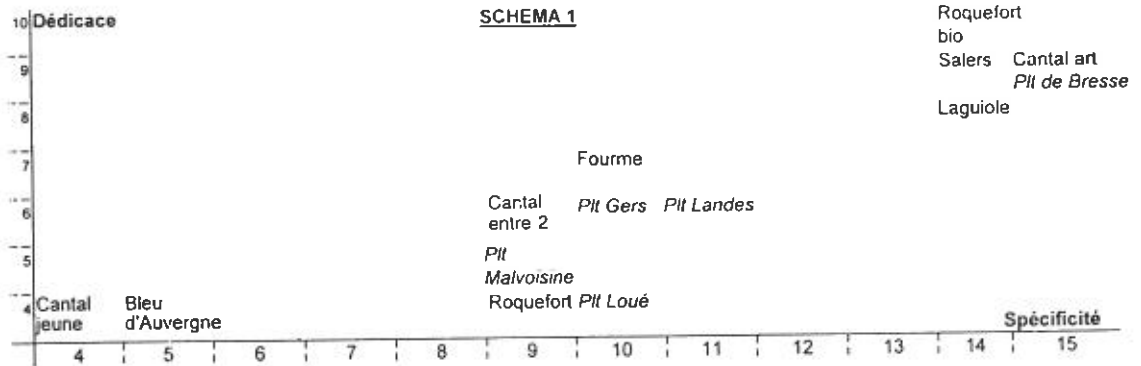 10 Dédicace SCHEMA 1 Roquefort
bio
9 Salers Cantal art
Plt de Bresse
8 Laguiole
7 Fourme
6 Cantal Plt Gers Plt Landes
entre 2
5 Plt
Malvoisine
4 Cantal Bleu Roquefort Plt Loué
jeune d'Auvergne Spécificité
4 5 6 7 8 9 10 11 12 13 14 15